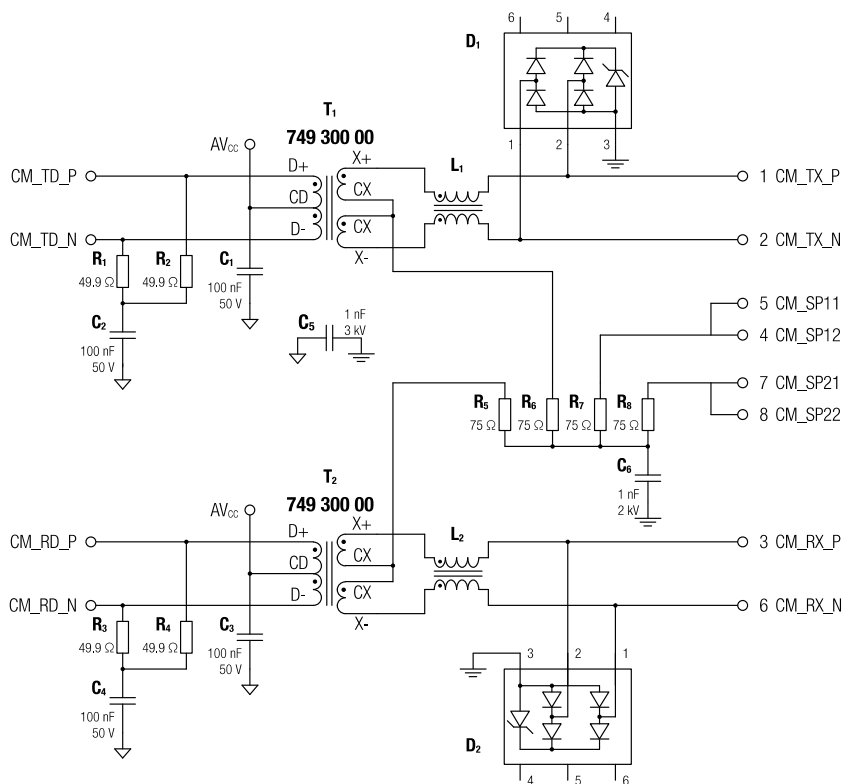 6 5 4
D₁
1 2 3
T₁
749 300 00
AVcc
D+
CD
D-
X+
CX
CX
X-
L₁
CM_TD_P
CM_TD_N
1 CM_TX_P
2 CM_TX_N
R₁
49.9 Ω
R₂
49.9 Ω
C₁
100 nF
50 V
C₂
100 nF
50 V
C₅
1 nF
3 kV
5 CM_SP11
4 CM_SP12
7 CM_SP21
8 CM_SP22
R₅
75 Ω
R₆
75 Ω
R₇
75 Ω
R₈
75 Ω
C₆
1 nF
2 kV
T₂
749 300 00
AVcc
D+
CD
D-
X+
CX
CX
X-
L₂
CM_RD_P
CM_RD_N
3 CM_RX_P
6 CM_RX_N
R₃
49.9 Ω
R₄
49.9 Ω
C₃
100 nF
50 V
C₄
100 nF
50 V
3 2 1
D₂
4 5 6